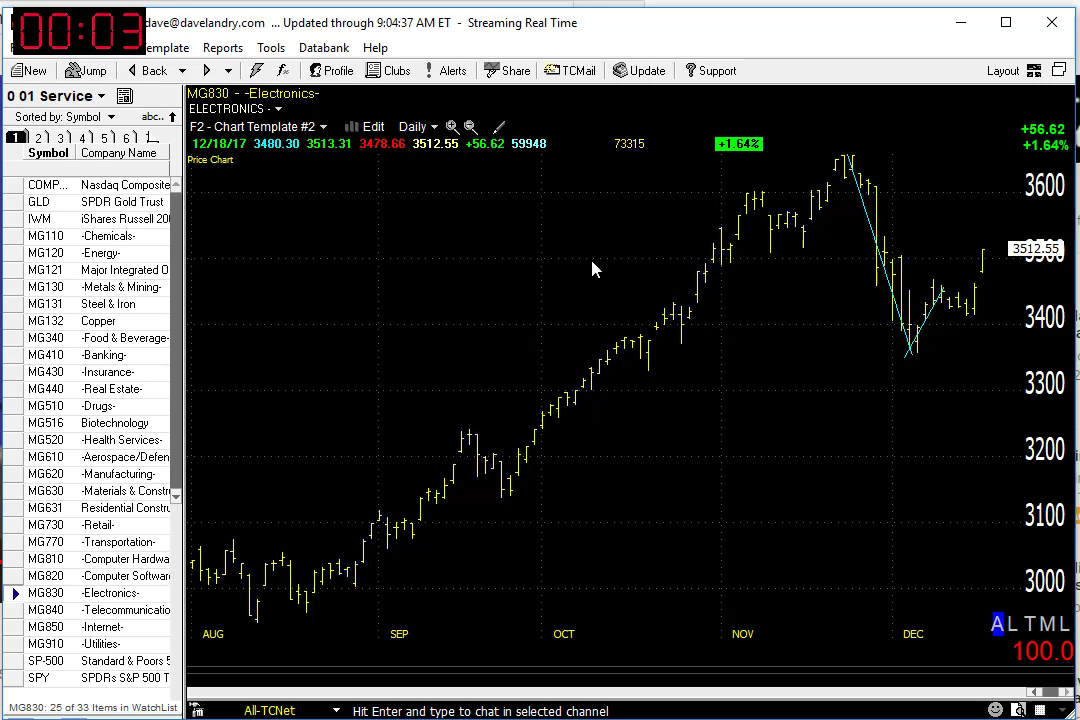 00:03
dave@davelandry.com ... Updated through 9:04:37 AM ET - Streaming Real Time
emplate Reports Tools Databank Help
New Jump Back Profile Clubs Alerts Share TCMail Update Support Layout
0 01 Service
MG830 - -Electronics-
Sorted by: Symbol abc..
ELECTRONICS -
F2 - Chart Template #2 Edit Daily
1 2 3 4 5 6 1
12/18/17 3480.30 3513.31 3478.66 3512.55 +56.62 59948 73315 +1.64%
+56.62
+1.64%
Symbol Company Name
Price Chart
COMP... Nasdaq Composite
GLD SPDR Gold Trust
IWM iShares Russell 200
MG110 -Chemicals-
MG120 -Energy-
MG121 Major Integrated O
MG130 -Metals & Mining-
MG131 Steel & Iron
MG132 Copper
MG340 -Food & Beverage-
MG410 -Banking-
MG430 -Insurance-
MG440 -Real Estate-
MG510 -Drugs-
MG516 Biotechnology
MG520 -Health Services-
MG610 -Aerospace/Defen
MG620 -Manufacturing-
MG630 -Materials & Constr
MG631 Residential Constru
MG730 -Retail-
MG770 -Transportation-
MG810 -Computer Hardwa
MG820 -Computer Softwar
MG830 -Electronics-
MG840 -Telecommunicatio
MG850 -Internet-
MG910 -Utilities-
SP-500 Standard & Poors 5
SPY SPDRs S&P 500 T
3600
3512.55
3400
3300
3200
3100
3000
AUG SEP OCT NOV DEC
A L T M L
100.0
MG830: 25 of 33 Items in WatchList
All-TCNet Hit Enter and type to chat in selected channel